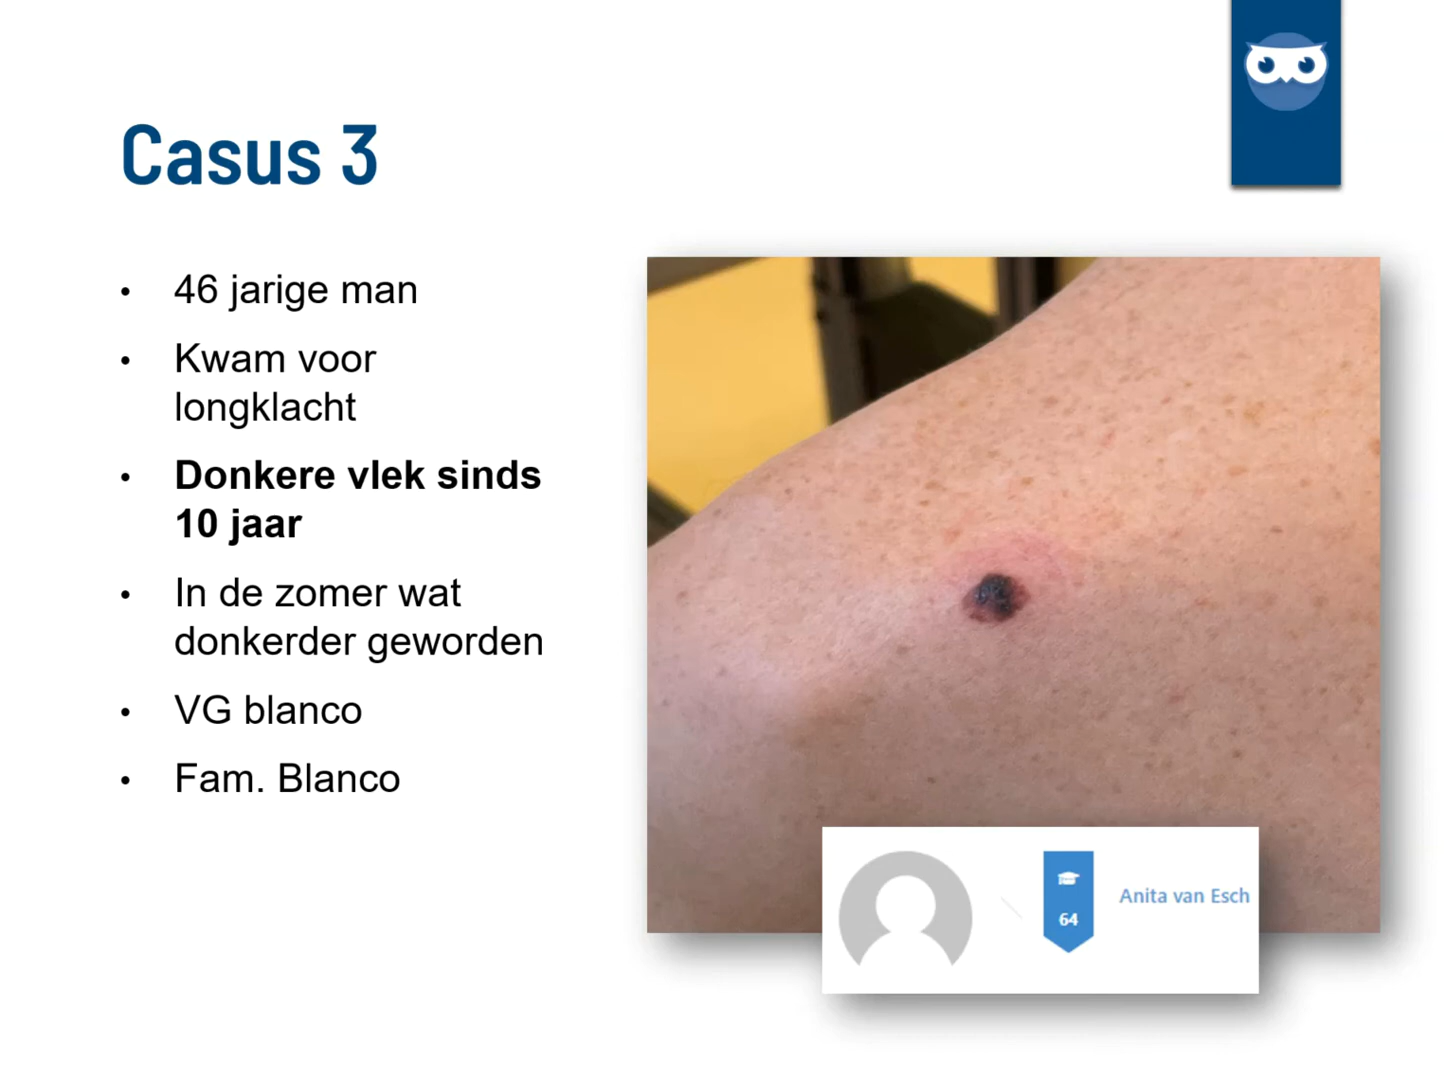 Casus 3
• 46 jarige man
• Kwam voor
longklacht
• Donkere vlek sinds
10 jaar
• In de zomer wat
donkerder geworden
• VG blanco
• Fam. Blanco
64
Anita van Esch